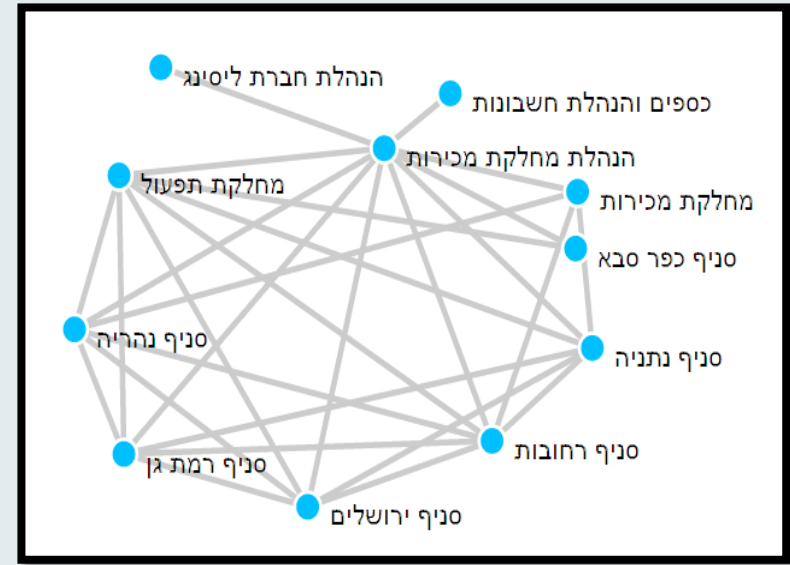 הנהלת חברת ליסינג
כספים והנהלת חשבונות
הנהלת מחלקת מכירות
מחלקת תפעול
מחלקת מכירות
סניף כפר סבא
סניף נהריה
סניף נתניה
סניף רחובות
סניף רמת גן
סניף ירושלים